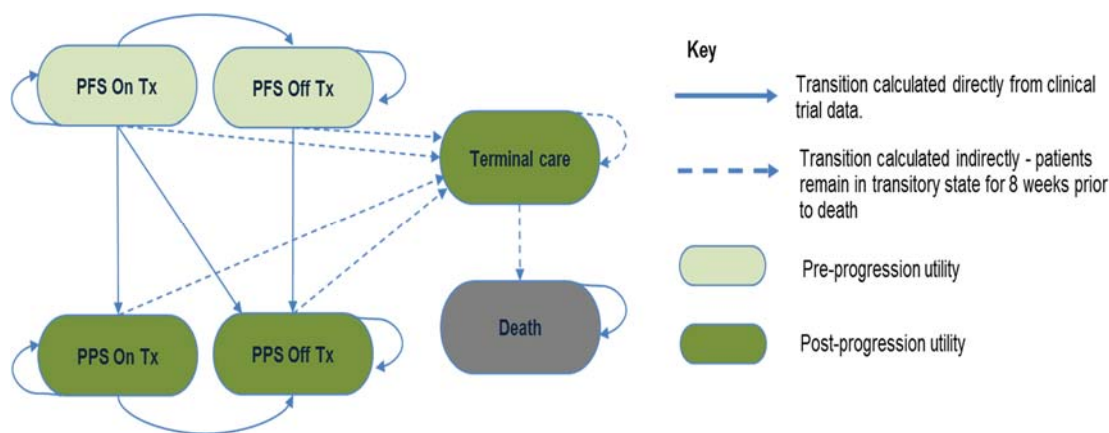 PFS On Tx
PFS Off Tx
Terminal care
PPS On Tx
PPS Off Tx
Death
Key
Transition calculated directly from clinical
trial data.
Transition calculated indirectly - patients
remain in transitory state for 8 weeks prior
to death
Pre-progression utility
Post-progression utility